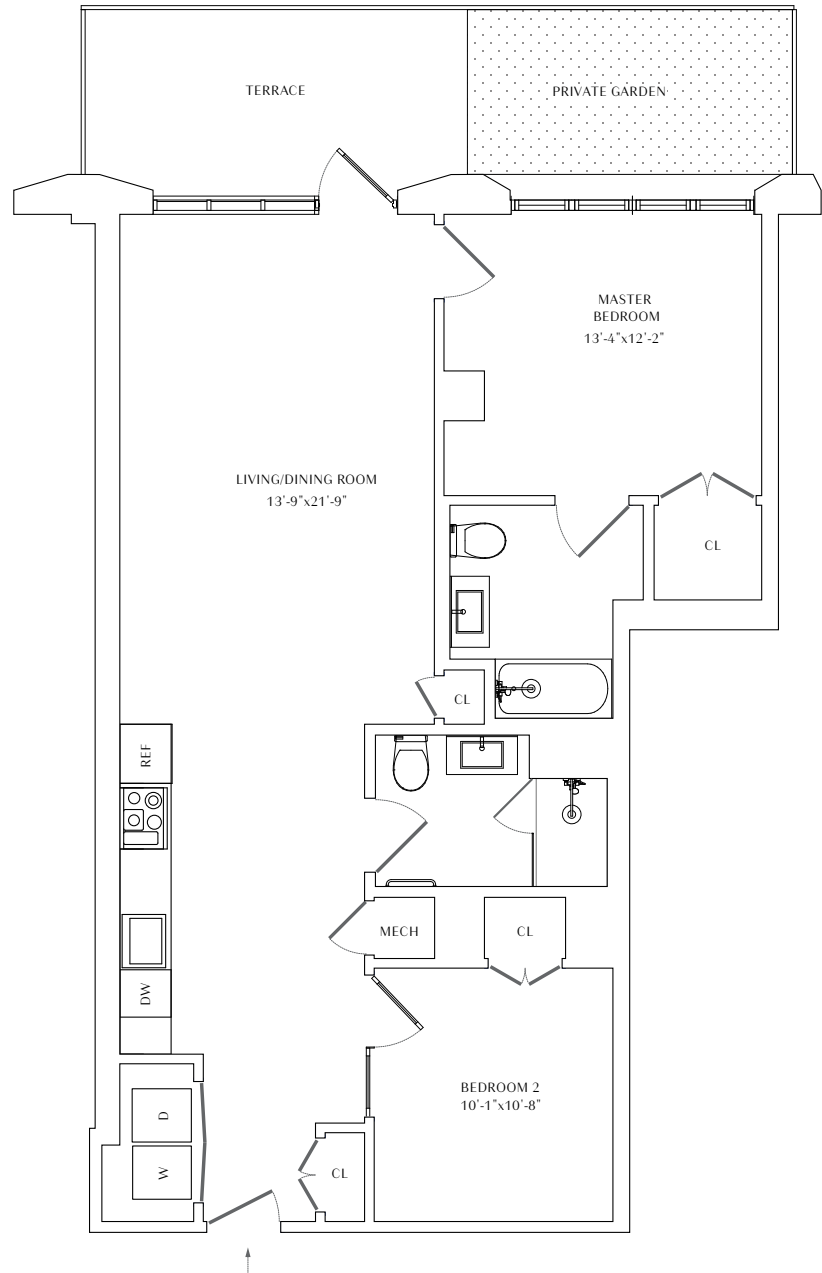 TERRACE
PRIVATE GARDEN
MASTER
BEDROOM
13'-4"x12'-2"
LIVING/DINING ROOM
13'-9"x21'-9"
CL
CL
REF
MECH
CL
DW
BEDROOM 2
10'-1"x10'-8"
D
W
CL